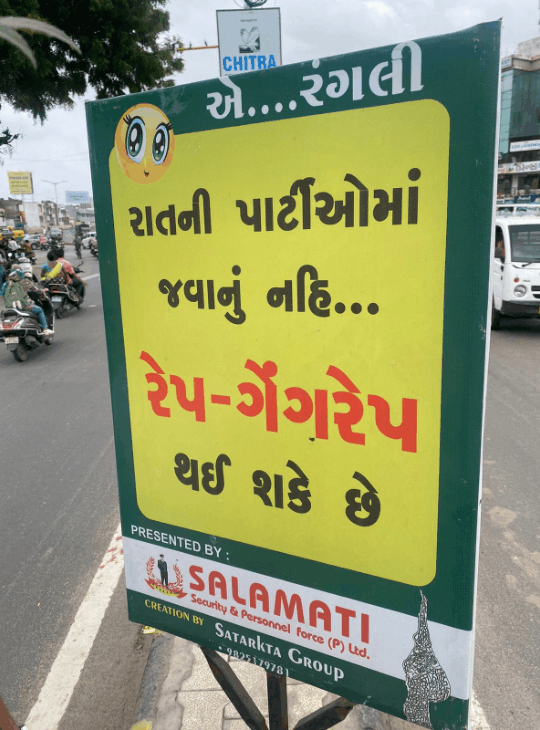 CHITRA
એ....રંગલી
રાતની પાર્ટીઓમાં
જવાનું નહિ...
રેપ-ગેંગરેપ
થઈ શકે છે
PRESENTED BY :
SALAMATI
Security & Personnel force (P) Ltd.
CREATION BY SATARKTA GROUP
• 9825179781